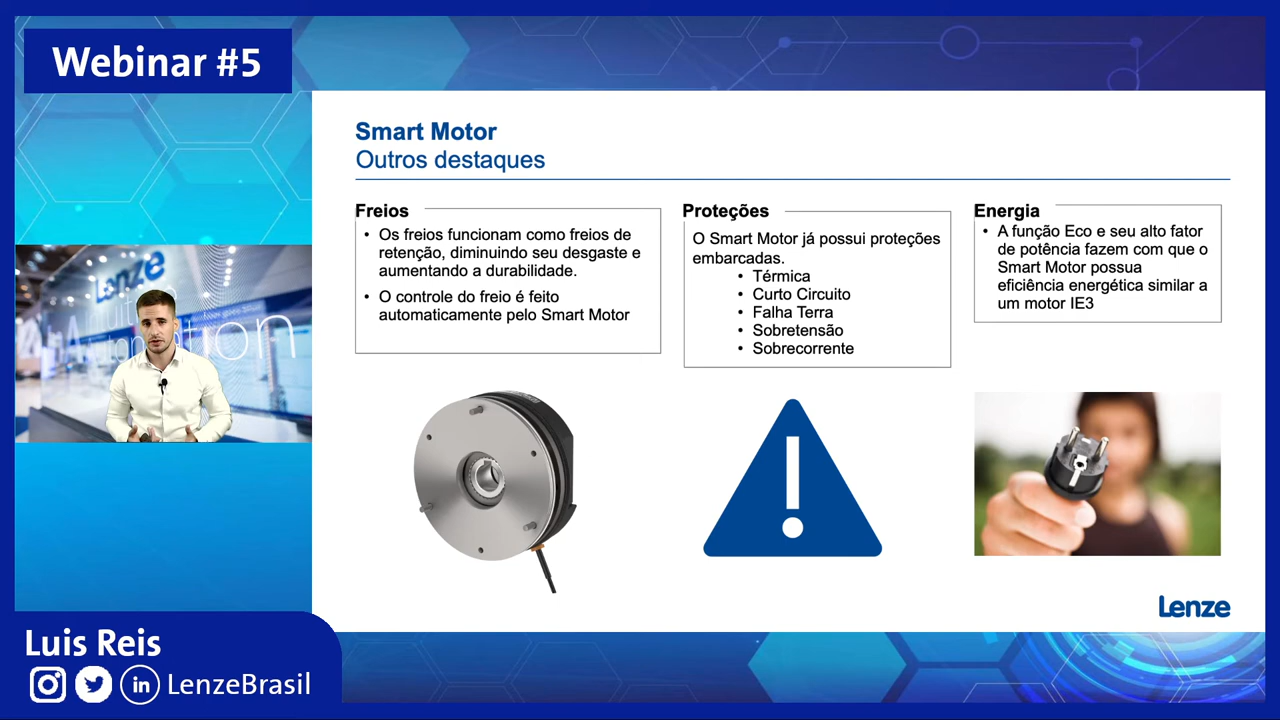 Webinar #5
Smart Motor
Outros destaques
Freios
• Os freios funcionam como freios de
retenção, diminuindo seu desgaste e
aumentando a durabilidade.
• O controle do freio é feito
automaticamente pelo Smart Motor
Proteções
O Smart Motor já possui proteções
embarcadas.
• Térmica
• Curto Circuito
• Falha Terra
• Sobretensão
• Sobrecorrente
Energia
• A função Eco e seu alto fator
de potência fazem com que o
Smart Motor possua
eficiência energética similar a
um motor IE3
Lenze
Lenze
Luis Reis
in LenzeBrasil